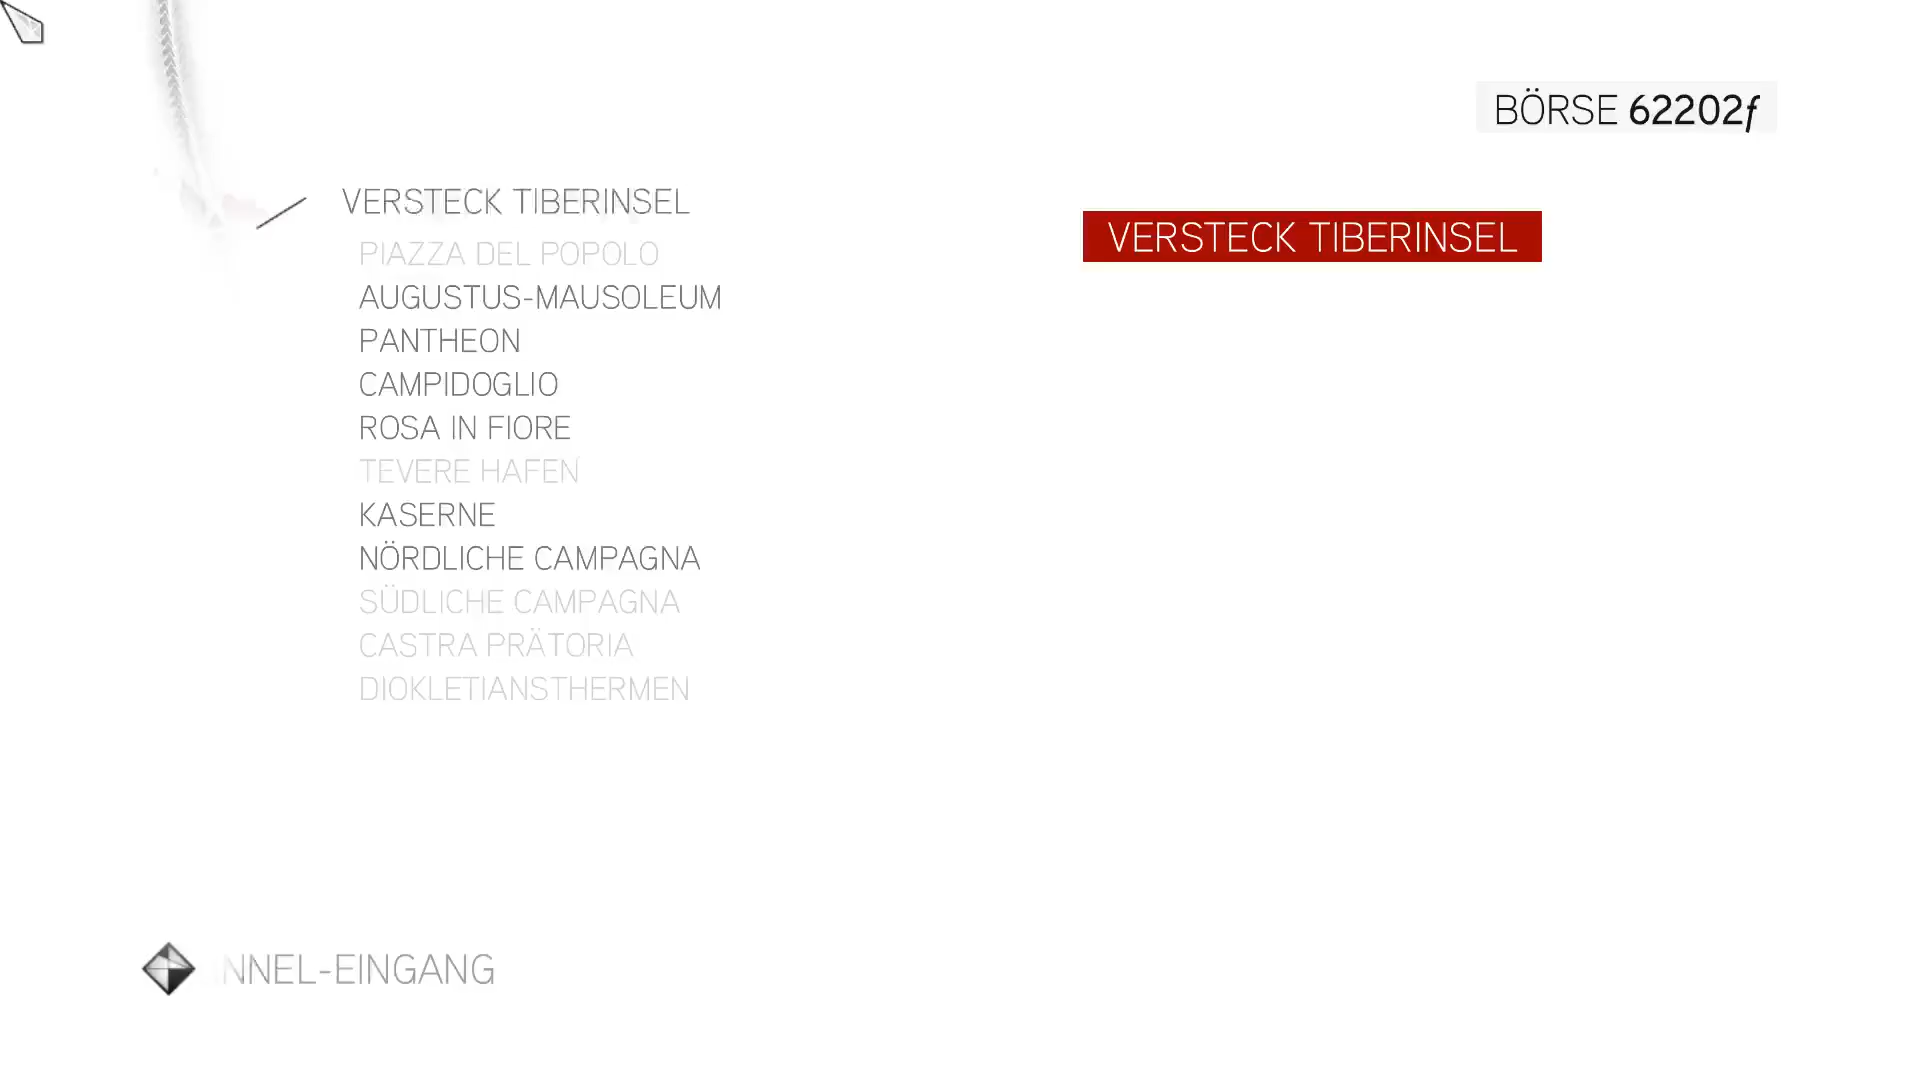 BÖRSE 62202f
VERSTECK TIBERINSEL
VERSTECK TIBERINSEL
PIAZZA DEL POPOLO
AUGUSTUS-MAUSOLEUM
PANTHEON
CAMPIDOGLIO
ROSA IN FIORE
TEVERE HAFEN
KASERNE
NÖRDLICHE CAMPAGNA
SÜDLICHE CAMPAGNA
CASTRA PRÄTORIA
DIOKLETIANSTHERMEN
NNEL-EINGANG